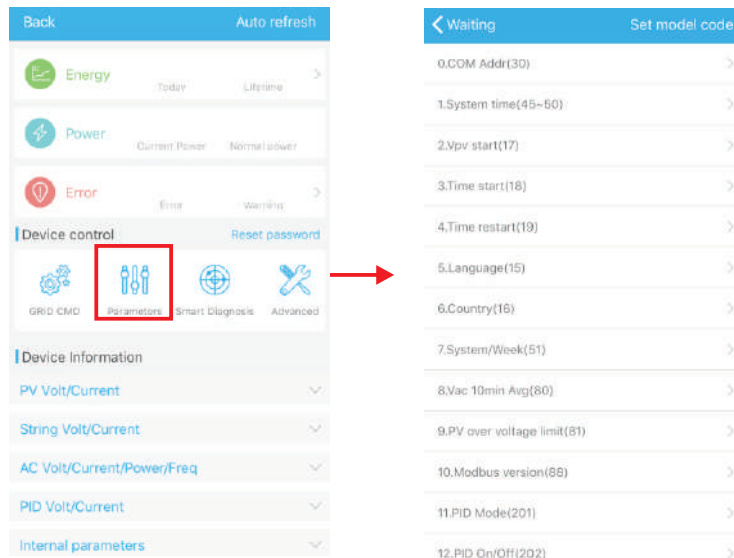 Back Auto refresh
Energy
Today Lifetime
Power
Current Power Normal power
Error
Error Warning
Device control Reset password
GRID CMD Parameters Smart Diagnosis Advanced
Device Information
PV Volt/Current
String Volt/Current
AC Volt/Current/Power/Freq
PID Volt/Current
Internal parameters
Waiting Set model code
0.COM Addr(30)
1.System time(45~50)
2.Vpv start(17)
3.Time start(18)
4.Time restart(19)
5.Language(15)
6.Country(16)
7.System/Week(51)
8.Vac 10min Avg(80)
9.PV over voltage limit(81)
10.Modbus version(88)
11.PID Mode(201)
12.PID On/Off(202)